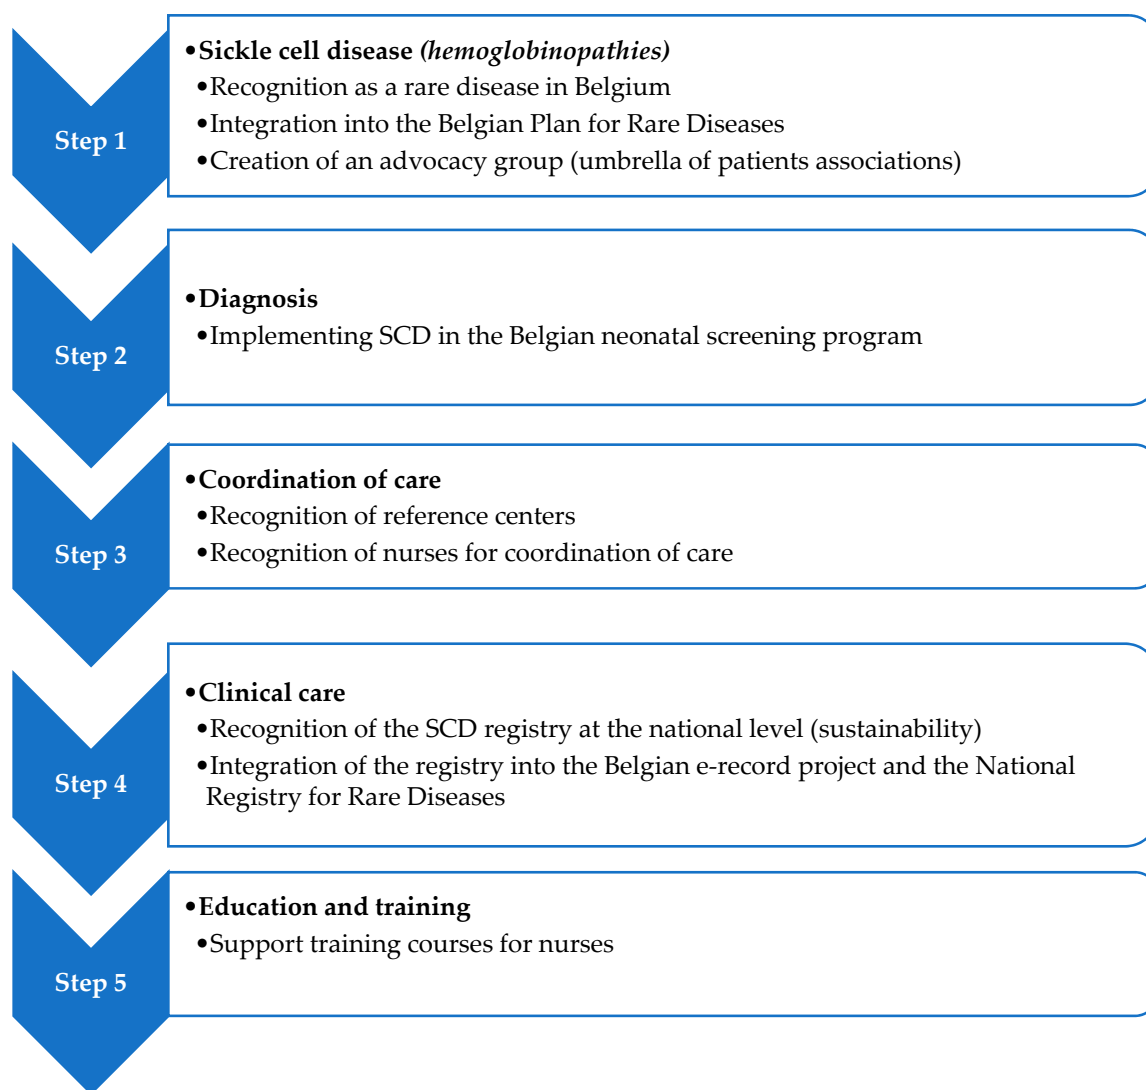 Step 1
•Sickle cell disease (hemoglobinopathies)
•Recognition as a rare disease in Belgium
•Integration into the Belgian Plan for Rare Diseases
•Creation of an advocacy group (umbrella of patients associations)
Step 2
•Diagnosis
•Implementing SCD in the Belgian neonatal screening program
Step 3
•Coordination of care
•Recognition of reference centers
•Recognition of nurses for coordination of care
Step 4
•Clinical care
•Recognition of the SCD registry at the national level (sustainability)
•Integration of the registry into the Belgian e-record project and the National
Registry for Rare Diseases
Step 5
•Education and training
•Support training courses for nurses